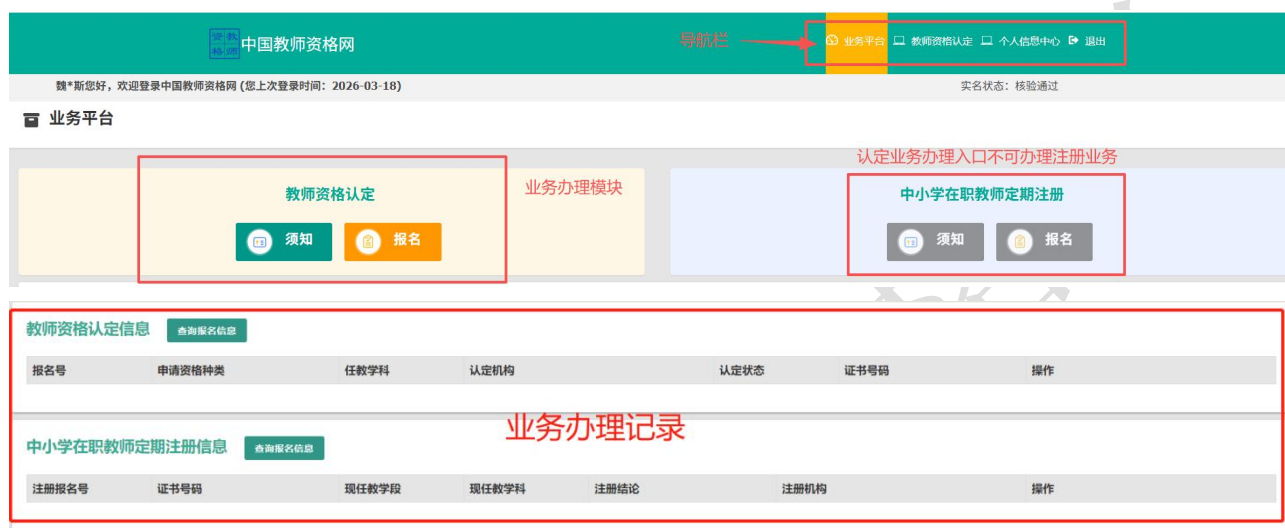 资教
格师
中国教师资格网
导航栏
业务平台 教师资格认定 个人信息中心 退出
魏*斯您好，欢迎登录中国教师资格网 (您上次登录时间：2026-03-18)
实名状态：核验通过
业务平台
认定业务办理入口不可办理注册业务
教师资格认定
业务办理模块
中小学在职教师定期注册
须知 报名
须知 报名
教师资格认定信息 查询报名信息
报名号 申请资格种类 任教学科 认定机构 认定状态 证书号码 操作
业务办理记录
中小学在职教师定期注册信息 查询报名信息
注册报名号 证书号码 现任教学段 现任教学科 注册结论 注册机构 操作